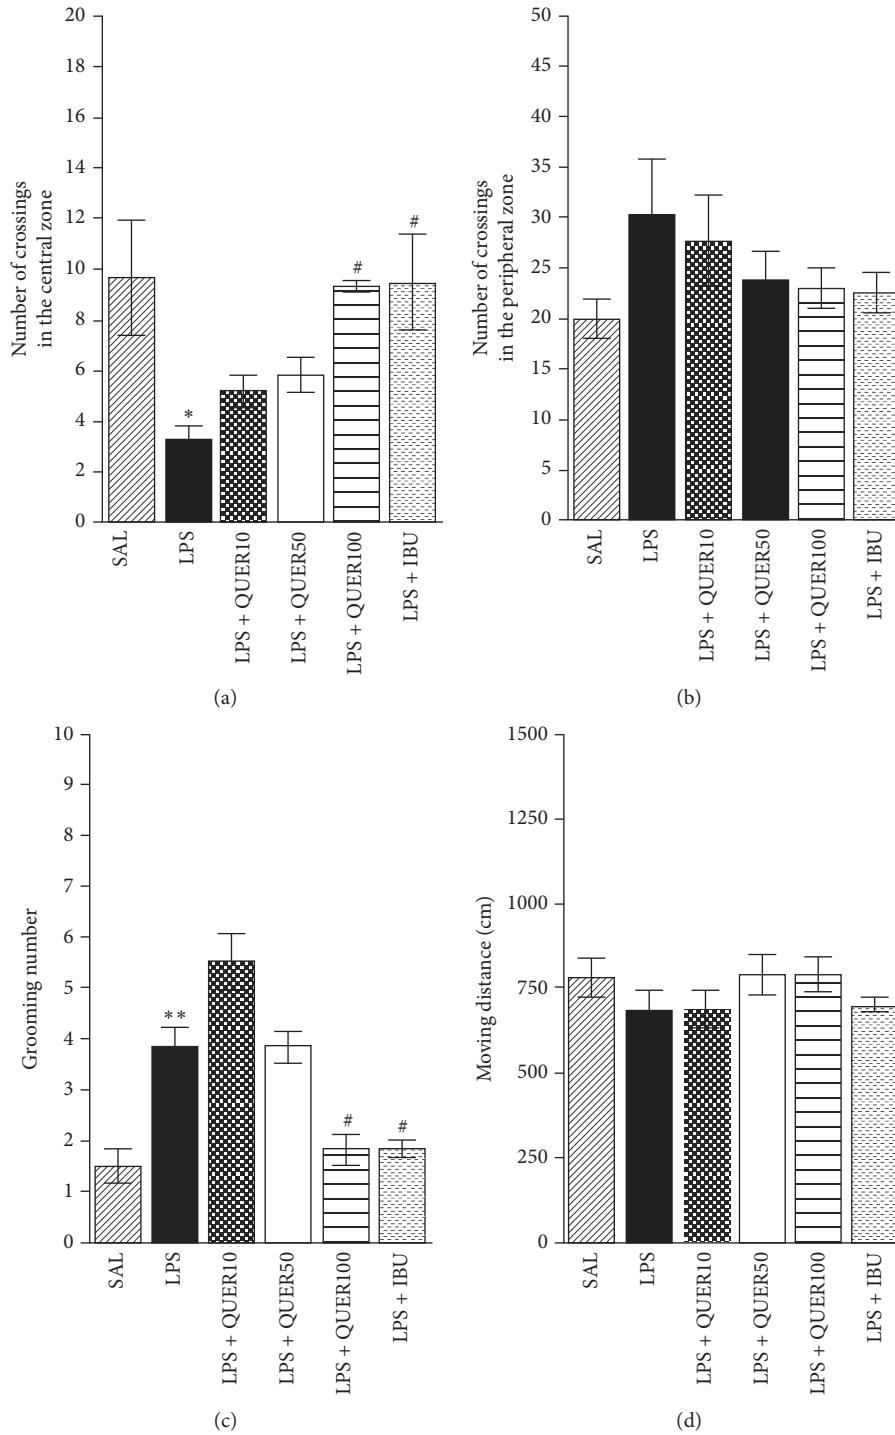 Number of crossings
in the central zone
20
18
16
14
12
10
8
6
4
2
0
*
#
#
SAL
LPS
LPS + QUER10
LPS + QUER50
LPS + QUER100
LPS + IBU
(a)
Number of crossings
in the peripheral zone
50
45
40
35
30
25
20
15
10
5
0
SAL
LPS
LPS + QUER10
LPS + QUER50
LPS + QUER100
LPS + IBU
(b)
Grooming number
10
9
8
7
6
5
4
3
2
1
0
**
#
#
SAL
LPS
LPS + QUER10
LPS + QUER50
LPS + QUER100
LPS + IBU
(c)
Moving distance (cm)
1500
1250
1000
750
500
250
0
SAL
LPS
LPS + QUER10
LPS + QUER50
LPS + QUER100
LPS + IBU
(d)